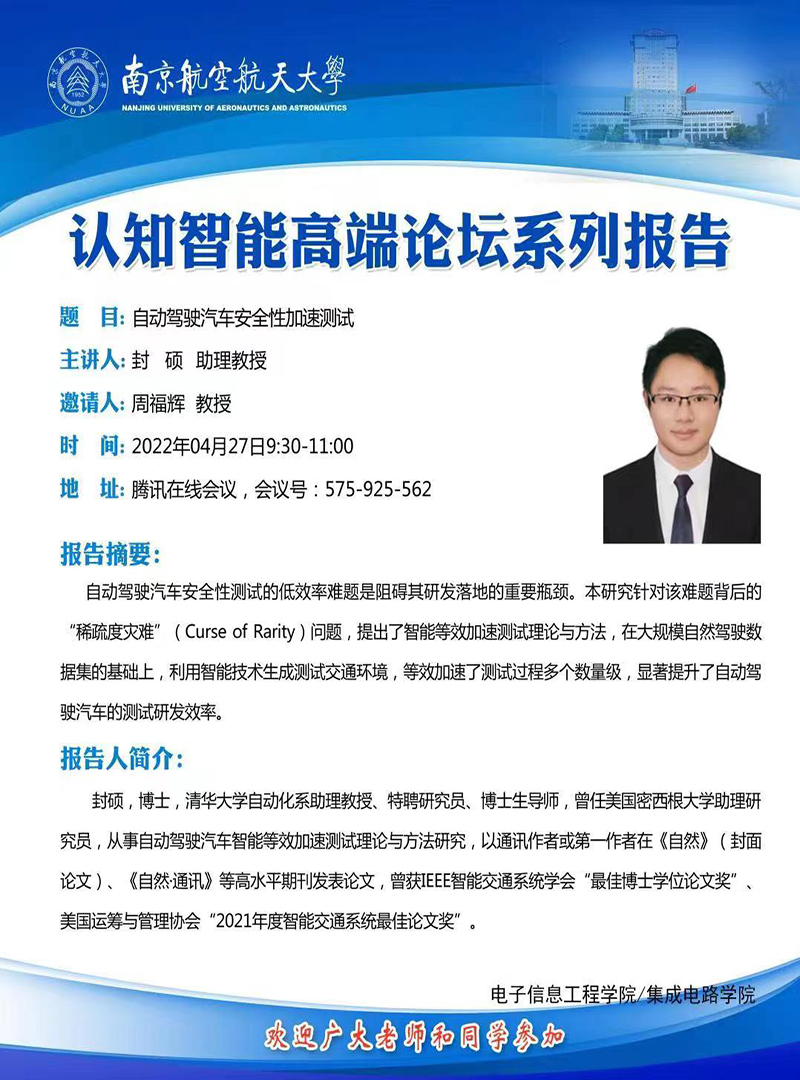 南京航空航天大學
NANJING UNIVERSITY OF AERONAUTICS AND ASTRONAUTICS
南京航空航天大学
1952
NUAA
认知智能高端论坛系列报告
题 目: 自动驾驶汽车安全性加速测试
主讲人: 封 硕 助理教授
邀请人: 周福辉 教授
时 间: 2022年04月27日9:30-11:00
地 址: 腾讯在线会议，会议号：575-925-562
报告摘要:
自动驾驶汽车安全性测试的低效率难题是阻碍其研发落地的重要瓶颈。本研究针对该难题背后的
“稀疏度灾难”（Curse of Rarity）问题，提出了智能等效加速测试理论与方法，在大规模自然驾驶数
据集的基础上，利用智能技术生成测试交通环境，等效加速了测试过程多个数量级，显著提升了自动驾
驶汽车的测试研发效率。
报告人简介:
封硕，博士，清华大学自动化系助理教授、特聘研究员、博士生导师，曾任美国密西根大学助理研
究员，从事自动驾驶汽车智能等效加速测试理论与方法研究，以通讯作者或第一作者在《自然》（封面
论文）、《自然·通讯》等高水平期刊发表论文，曾获IEEE智能交通系统学会“最佳博士学位论文奖”、
美国运筹与管理协会“2021年度智能交通系统最佳论文奖”。
电子信息工程学院/集成电路学院
欢迎广大老师和同学参加